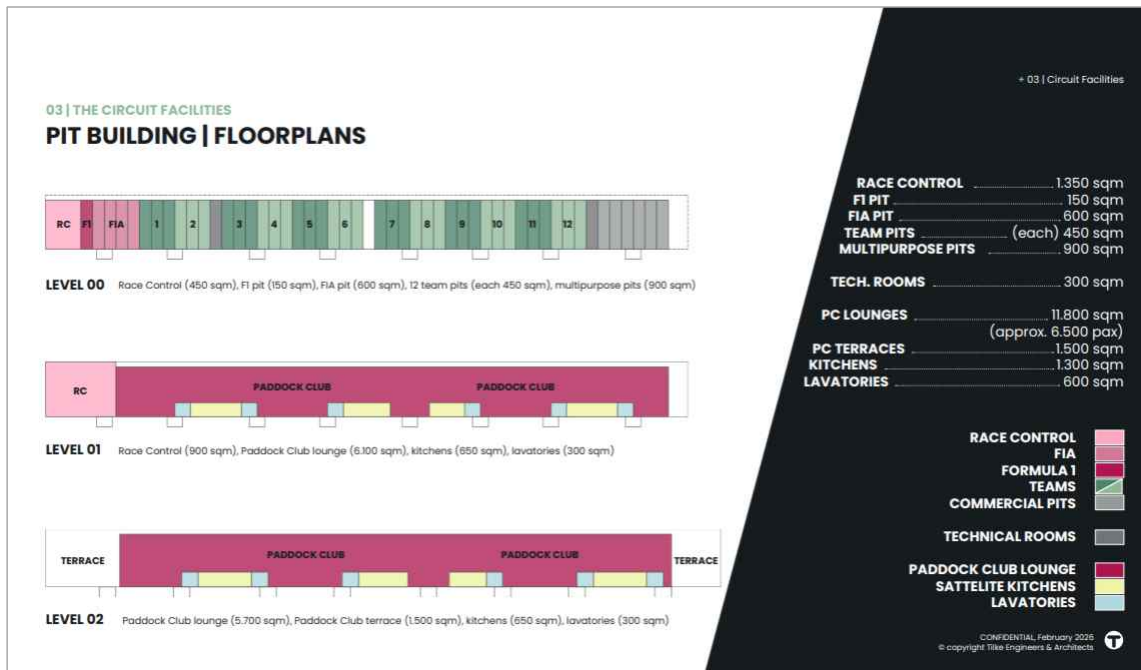 + 03 | Circuit Facilities
03 | THE CIRCUIT FACILITIES
PIT BUILDING | FLOORPLANS
RC F1 FIA 1 2 3 4 5 6 7 8 9 10 11 12
LEVEL 00 Race Control (450 sqm), F1 pit (150 sqm), FIA pit (600 sqm), 12 team pits (each 450 sqm), multipurpose pits (900 sqm)
RC PADDOCK CLUB PADDOCK CLUB
LEVEL 01 Race Control (900 sqm), Paddock Club lounge (6.100 sqm), kitchens (650 sqm), lavatories (300 sqm)
TERRACE PADDOCK CLUB PADDOCK CLUB TERRACE
LEVEL 02 Paddock Club lounge (5.700 sqm), Paddock Club terrace (1.500 sqm), kitchens (650 sqm), lavatories (300 sqm)
RACE CONTROL 1.350 sqm
F1 PIT 150 sqm
FIA PIT 600 sqm
TEAM PITS (each) 450 sqm
MULTIPURPOSE PITS 900 sqm
TECH. ROOMS 300 sqm
PC LOUNGES 11.800 sqm
(approx. 6.500 pax)
PC TERRACES 1.500 sqm
KITCHENS 1.300 sqm
LAVATORIES 600 sqm
RACE CONTROL
FIA
FORMULA 1
TEAMS
COMMERCIAL PITS
TECHNICAL ROOMS
PADDOCK CLUB LOUNGE
SATTELITE KITCHENS
LAVATORIES
CONFIDENTIAL, February 2026
© copyright Tilke Engineers & Architects